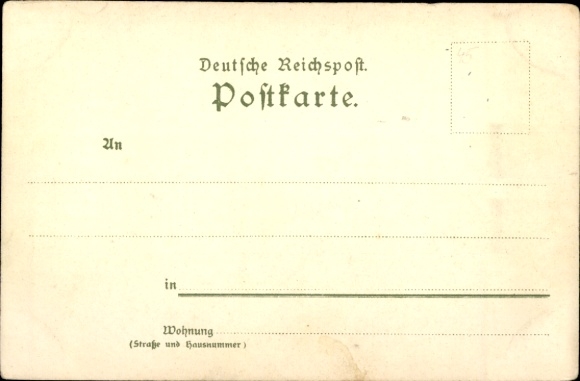 Deutſche Reichspoſt.
Poſtkarte.
An
in
Wohnung
(Straße und Hausnummer)